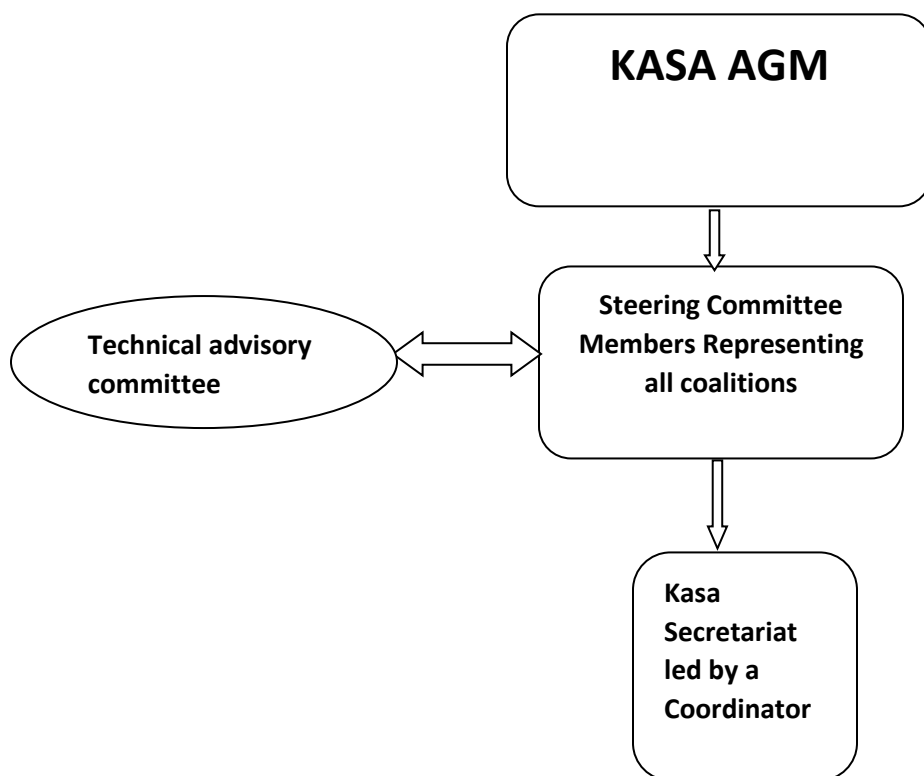 KASA AGM
Steering Committee
Members Representing
all coalitions
Technical advisory
committee
Kasa
Secretariat
led by a
Coordinator